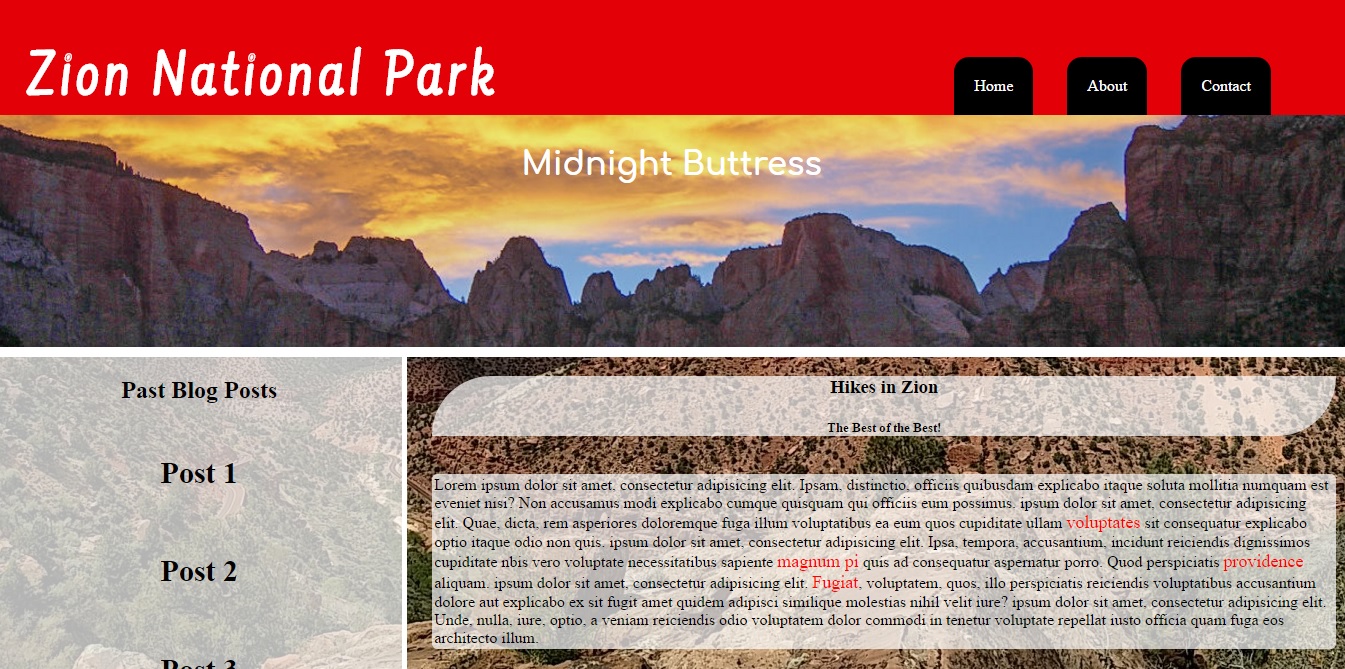 Zion National Park
Home
About
Contact
Midnight Buttress
Past Blog Posts
Post 1
Post 2
Post 3
Hikes in Zion
The Best of the Best!
Lorem ipsum dolor sit amet, consectetur adipisicing elit. Ipsam, distinctio, officiis quibusdam explicabo itaque soluta mollitia numquam est
eveniet nisi? Non accusamus modi explicabo cumque quisquam qui officiis eum possimus. ipsum dolor sit amet, consectetur adipisicing
elit. Quae, dicta, rem asperiores doloremque fuga illum voluptatibus ea eum quos cupiditate ullam voluptates sit consequatur explicabo
optio itaque odio non quis. ipsum dolor sit amet, consectetur adipisicing elit. Ipsa, tempora, accusantium, incidunt reiciendis dignissimos
cupiditate nbis vero voluptate necessitatibus sapiente magnum pi quis ad consequatur aspernatur porro. Quod perspiciatis providence
aliquam. ipsum dolor sit amet, consectetur adipisicing elit. Fugiat, voluptatem, quos, illo perspiciatis reiciendis voluptatibus accusantium
dolore aut explicabo ex sit fugit amet quidem adipisci similique molestias nihil velit iure? ipsum dolor sit amet, consectetur adipisicing elit.
Unde, nulla, iure, optio, a veniam reiciendis odio voluptatem dolor commodi in tenetur voluptate repellat iusto officia quam fuga eos
architecto illum.